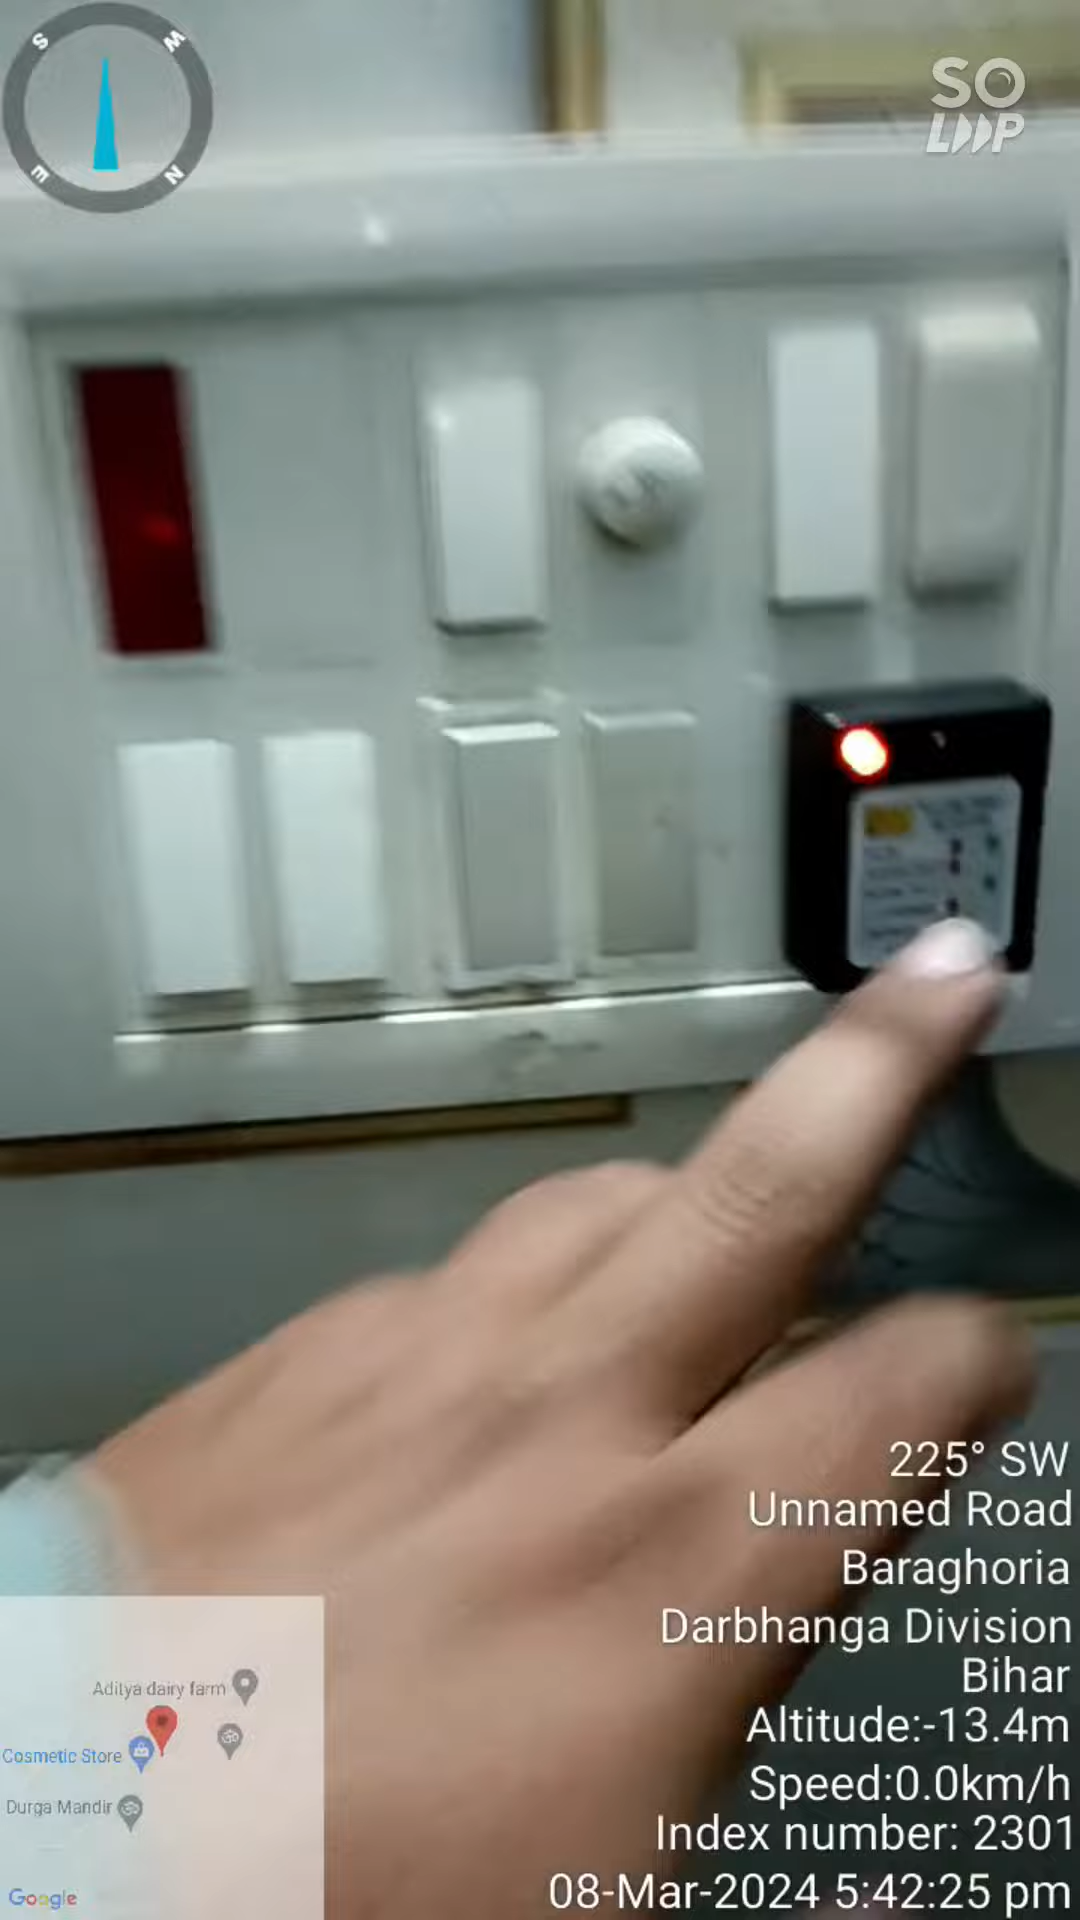 S
W
E
N
SO
LOOP
225° SW
Unnamed Road
Baraghoria
Darbhanga Division
Bihar
Altitude:-13.4m
Speed:0.0km/h
Index number: 2301
08-Mar-2024 5:42:25 pm
Aditya dairy farm
Cosmetic Store
Durga Mandir
Google